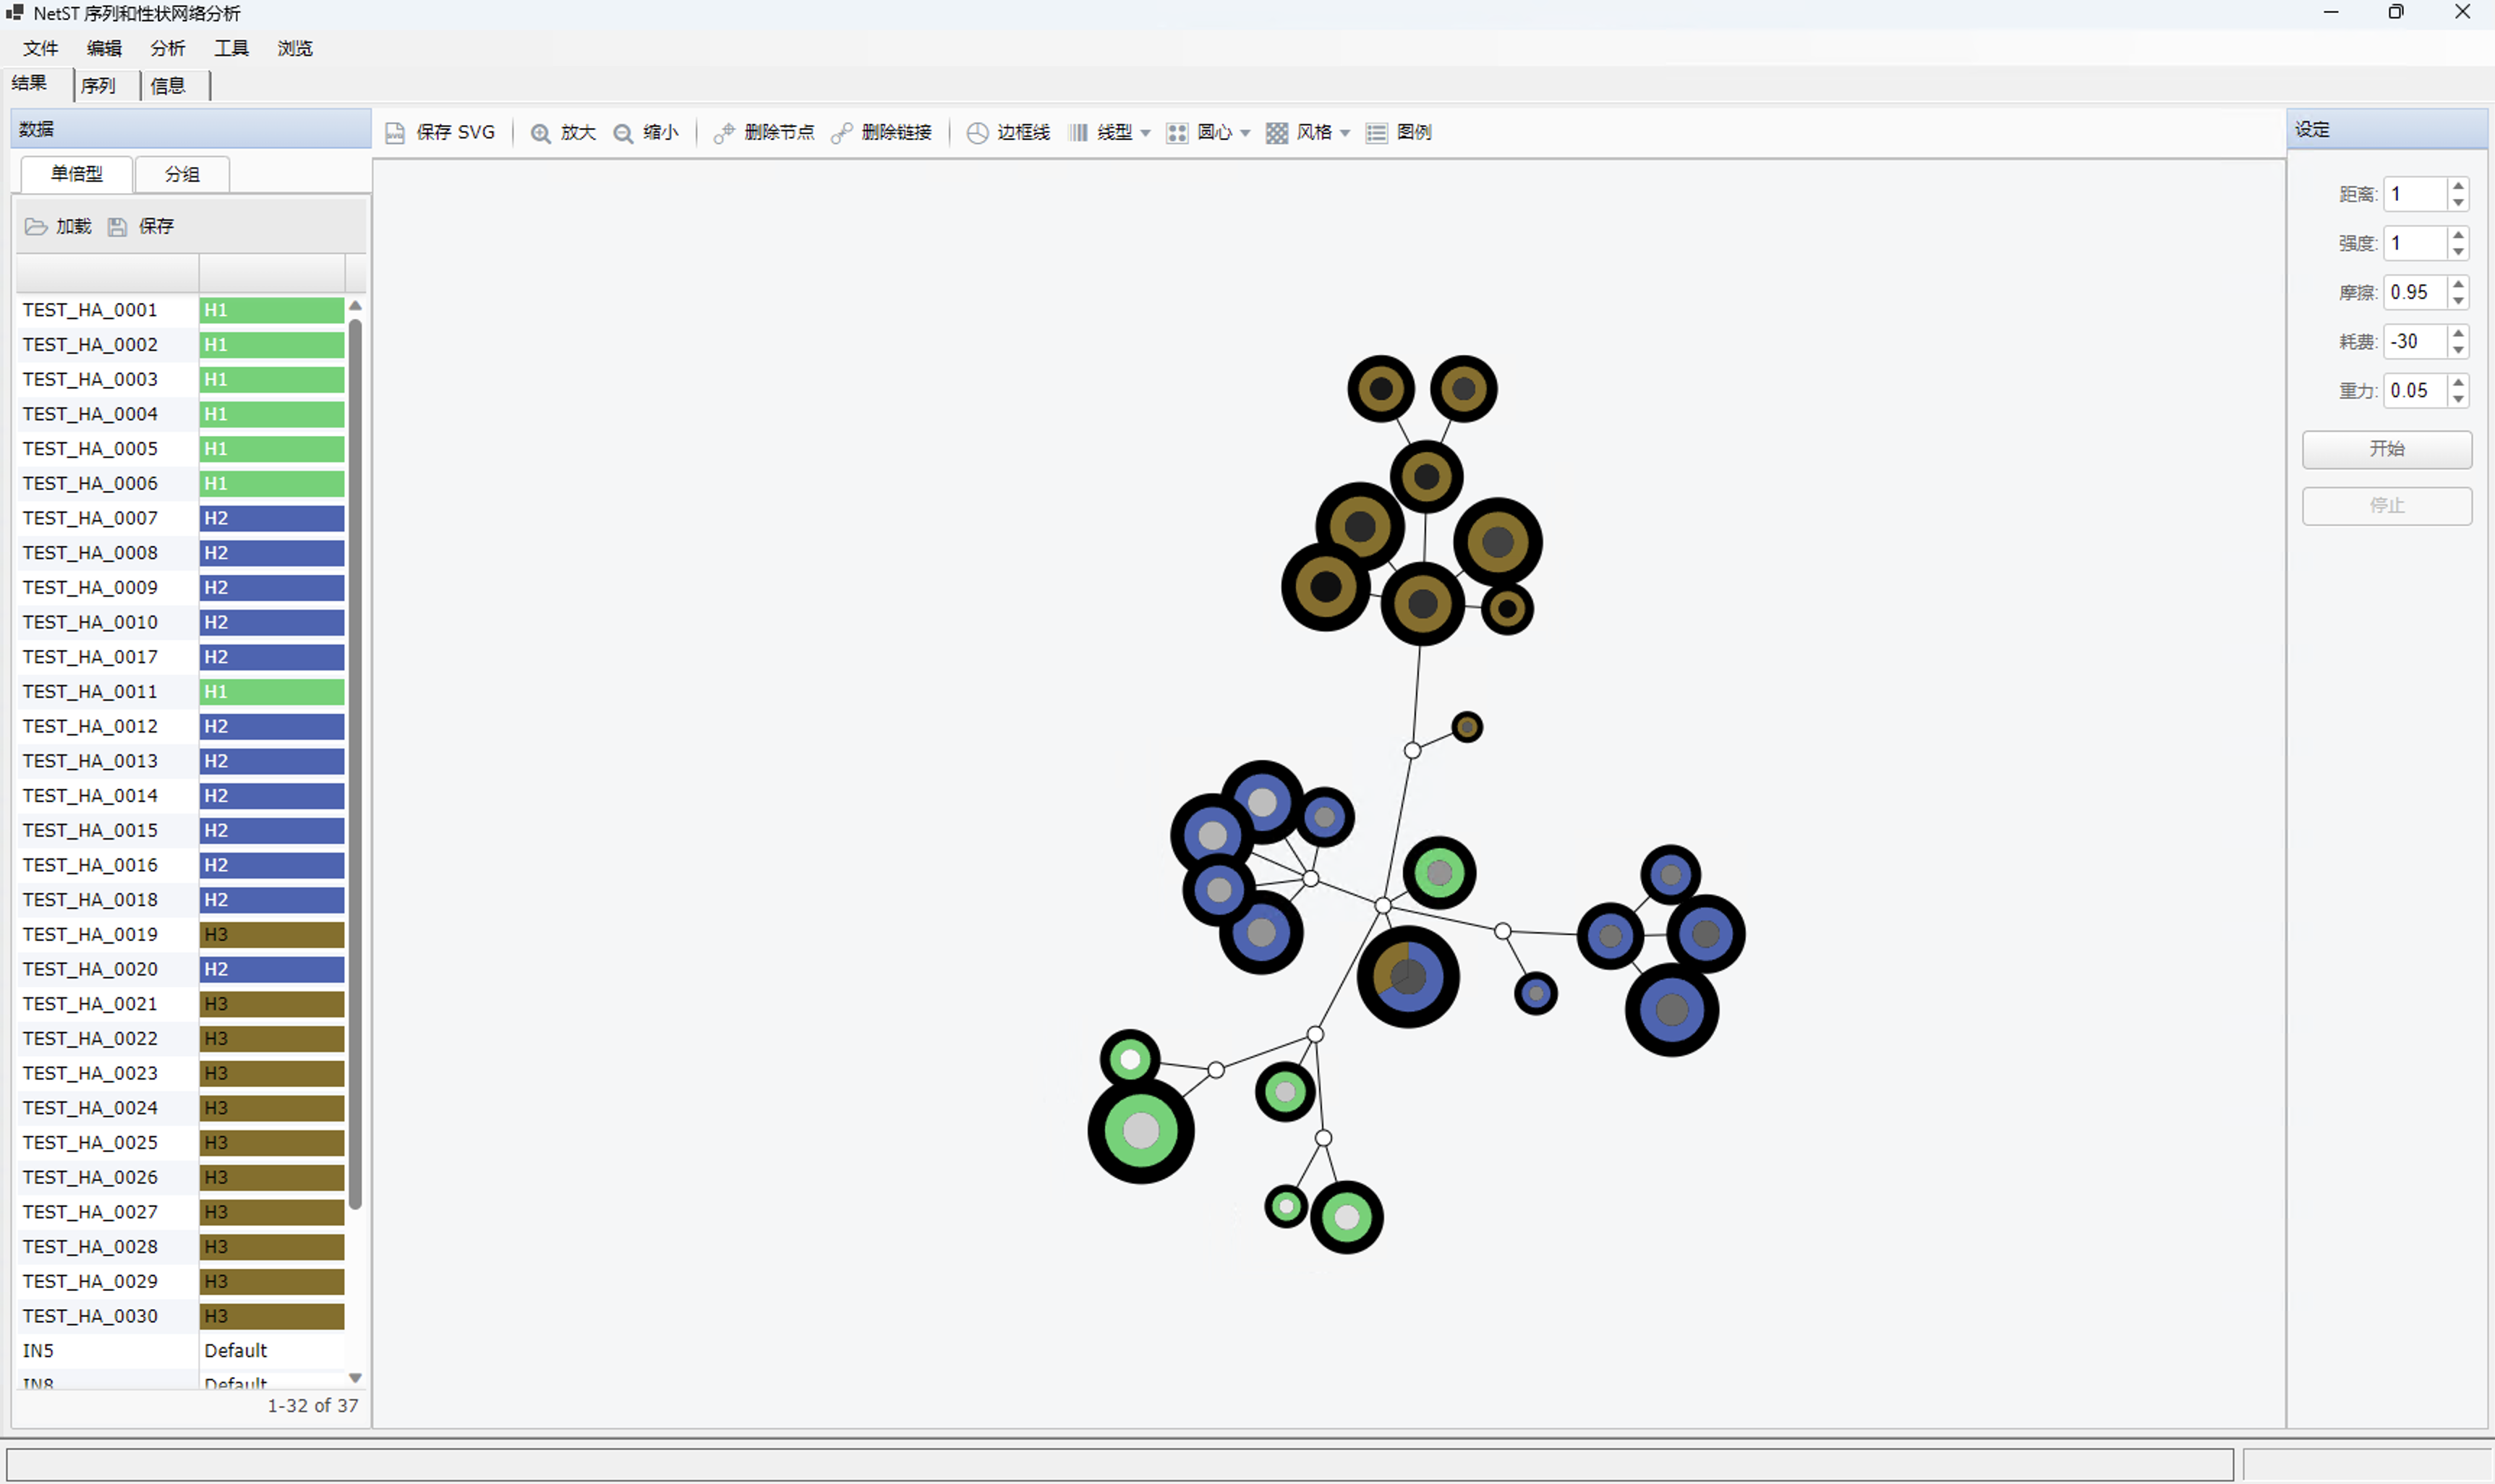 NetST 序列和性状网络分析
文件 编辑 分析 工具 浏览
结果 序列 信息
数据
保存 SVG 放大 缩小 删除节点 删除链接 边框线 线型 圆心 风格 图例
设定
单倍型 分组
加载 保存
TEST_HA_0001 H1
TEST_HA_0002 H1
TEST_HA_0003 H1
TEST_HA_0004 H1
TEST_HA_0005 H1
TEST_HA_0006 H1
TEST_HA_0007 H2
TEST_HA_0008 H2
TEST_HA_0009 H2
TEST_HA_0010 H2
TEST_HA_0017 H2
TEST_HA_0011 H1
TEST_HA_0012 H2
TEST_HA_0013 H2
TEST_HA_0014 H2
TEST_HA_0015 H2
TEST_HA_0016 H2
TEST_HA_0018 H2
TEST_HA_0019 H3
TEST_HA_0020 H2
TEST_HA_0021 H3
TEST_HA_0022 H3
TEST_HA_0023 H3
TEST_HA_0024 H3
TEST_HA_0025 H3
TEST_HA_0026 H3
TEST_HA_0027 H3
TEST_HA_0028 H3
TEST_HA_0029 H3
TEST_HA_0030 H3
IN5 Default
IN8 Default
1-32 of 37
距离: 1
强度: 1
摩擦: 0.95
耗费: -30
重力: 0.05
开始
停止